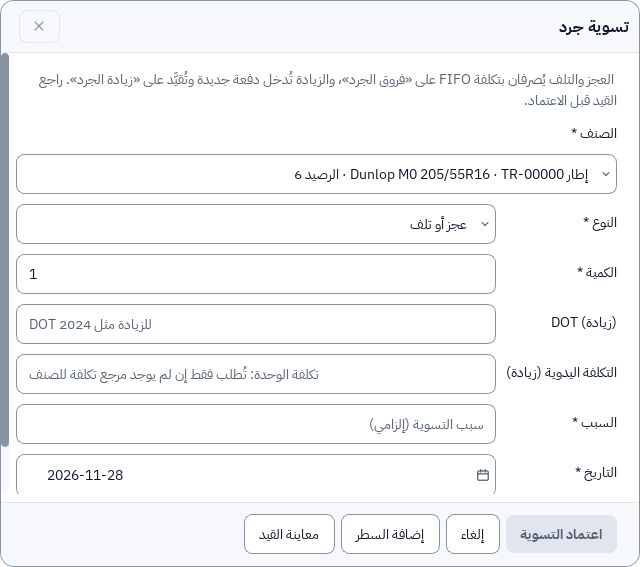 تسوية جرد
العجز والتلف يُصرفان بتكلفة FIFO على «فروق الجرد»، والزيادة تُدخل دفعة جديدة وتُقيَّد على «زيادة الجرد». راجع
القيد قبل الاعتماد.
الصنف *
إطار Dunlop M0 205/55R16 · TR-00000 · الرصيد 6
النوع *
عجز أو تلف
الكمية *
1
DOT (زيادة)
للزيادة مثل DOT 2024
التكلفة اليدوية (زيادة)
تكلفة الوحدة: تُطلب فقط إن لم يوجد مرجع تكلفة للصنف
السبب *
سبب التسوية (إلزامي)
التاريخ *
2026-11-28
اعتماد التسوية
إلغاء
إضافة السطر
معاينة القيد